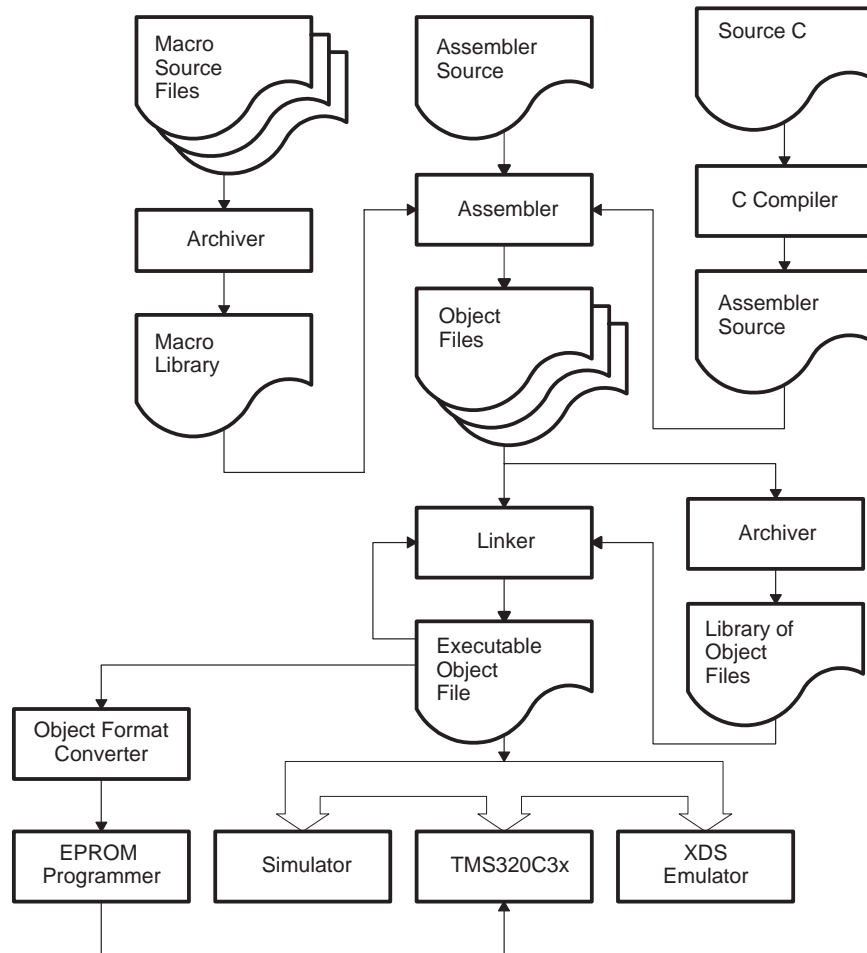 Macro
Source
Files
Assembler
Source
Source C
Archiver
Assembler
C Compiler
Macro
Library
Object
Files
Assembler
Source
Linker
Archiver
Executable
Object
File
Library of
Object
Files
Object Format
Converter
EPROM
Programmer
Simulator
TMS320C3x
XDS
Emulator